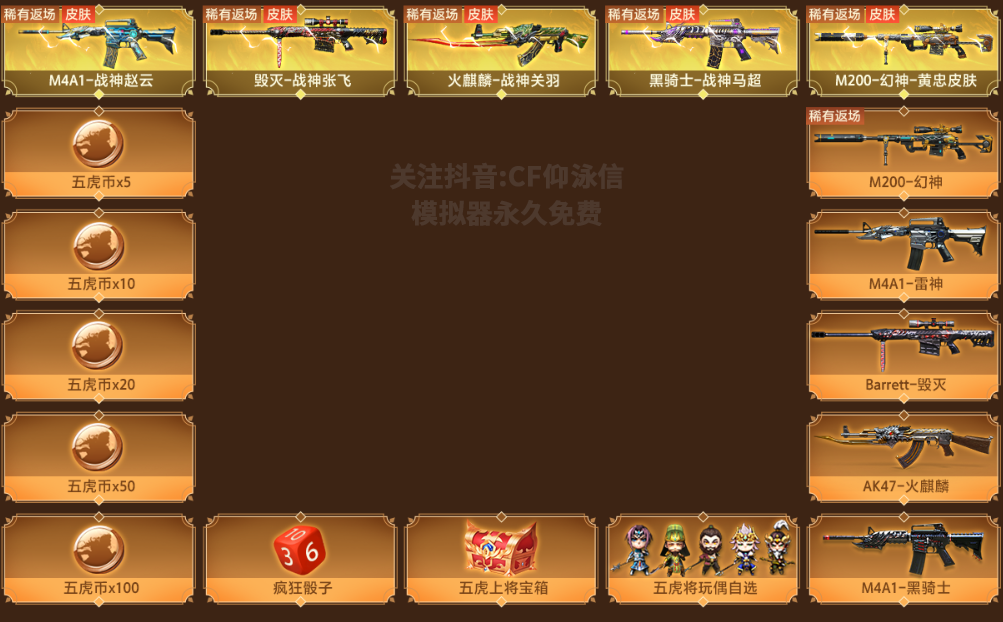 稀有返场 皮肤
M4A1-战神赵云
稀有返场 皮肤
毁灭-战神张飞
稀有返场 皮肤
火麒麟-战神关羽
稀有返场 皮肤
黑骑士-战神马超
稀有返场 皮肤
M200-幻神-黄忠皮肤
五虎币x5
关注抖音:CF仰泳信
模拟器永久免费
稀有返场
M200-幻神
五虎币x10
M4A1-雷神
五虎币x20
Barrett-毁灭
五虎币x50
AK47-火麒麟
五虎币x100
10
3 6
疯狂骰子
五虎上将宝箱
五虎将玩偶自选
M4A1-黑骑士